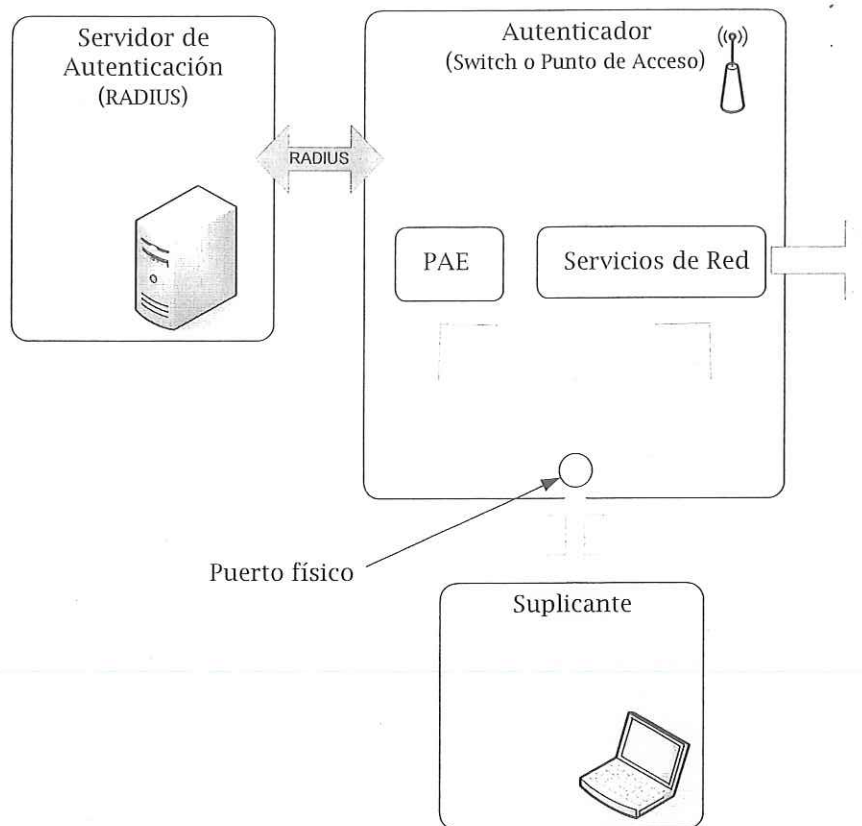 Servidor de
Autenticación
(RADIUS)
Autenticador
(Switch o Punto de Acceso)
RADIUS
PAE
Servicios de Red
Puerto físico
Suplicante